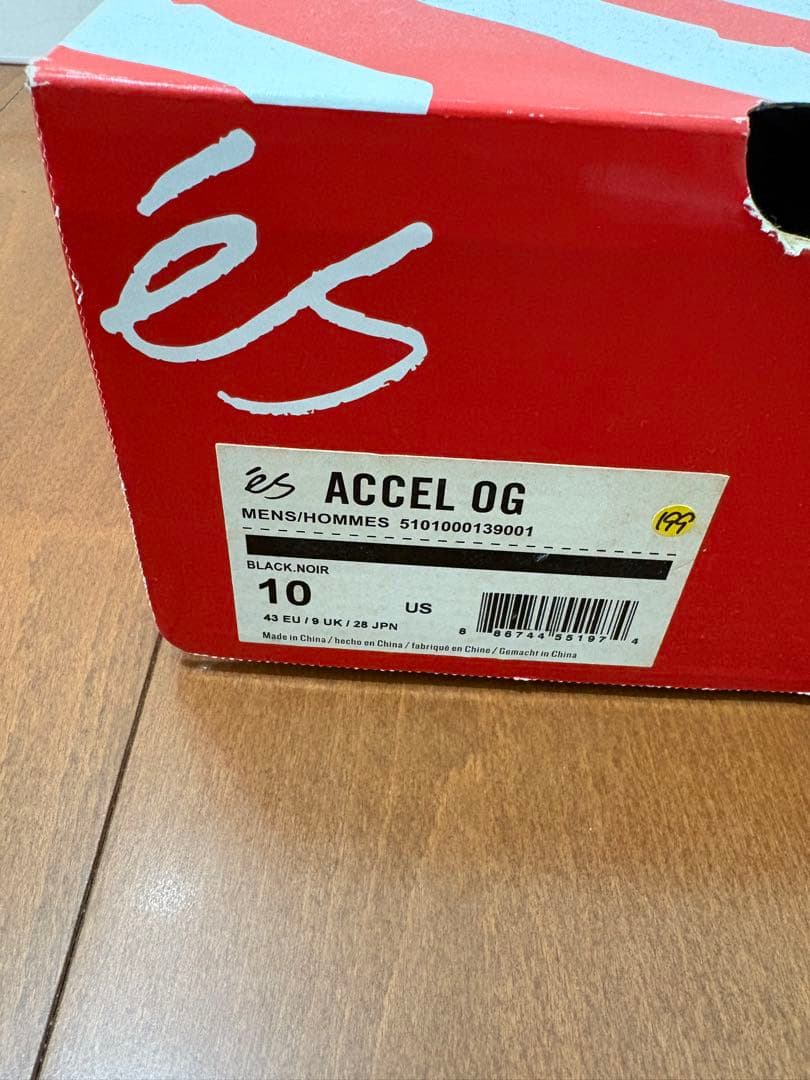 és
és ACCEL OG
MENS/HOMMES 5101000139001
199
BLACK.NOIR
10 US
43 EU / 9 UK / 28 JPN
8 86744 55197 4
Made in China / hecho en China / fabriqué en Chine / Gemacht in China